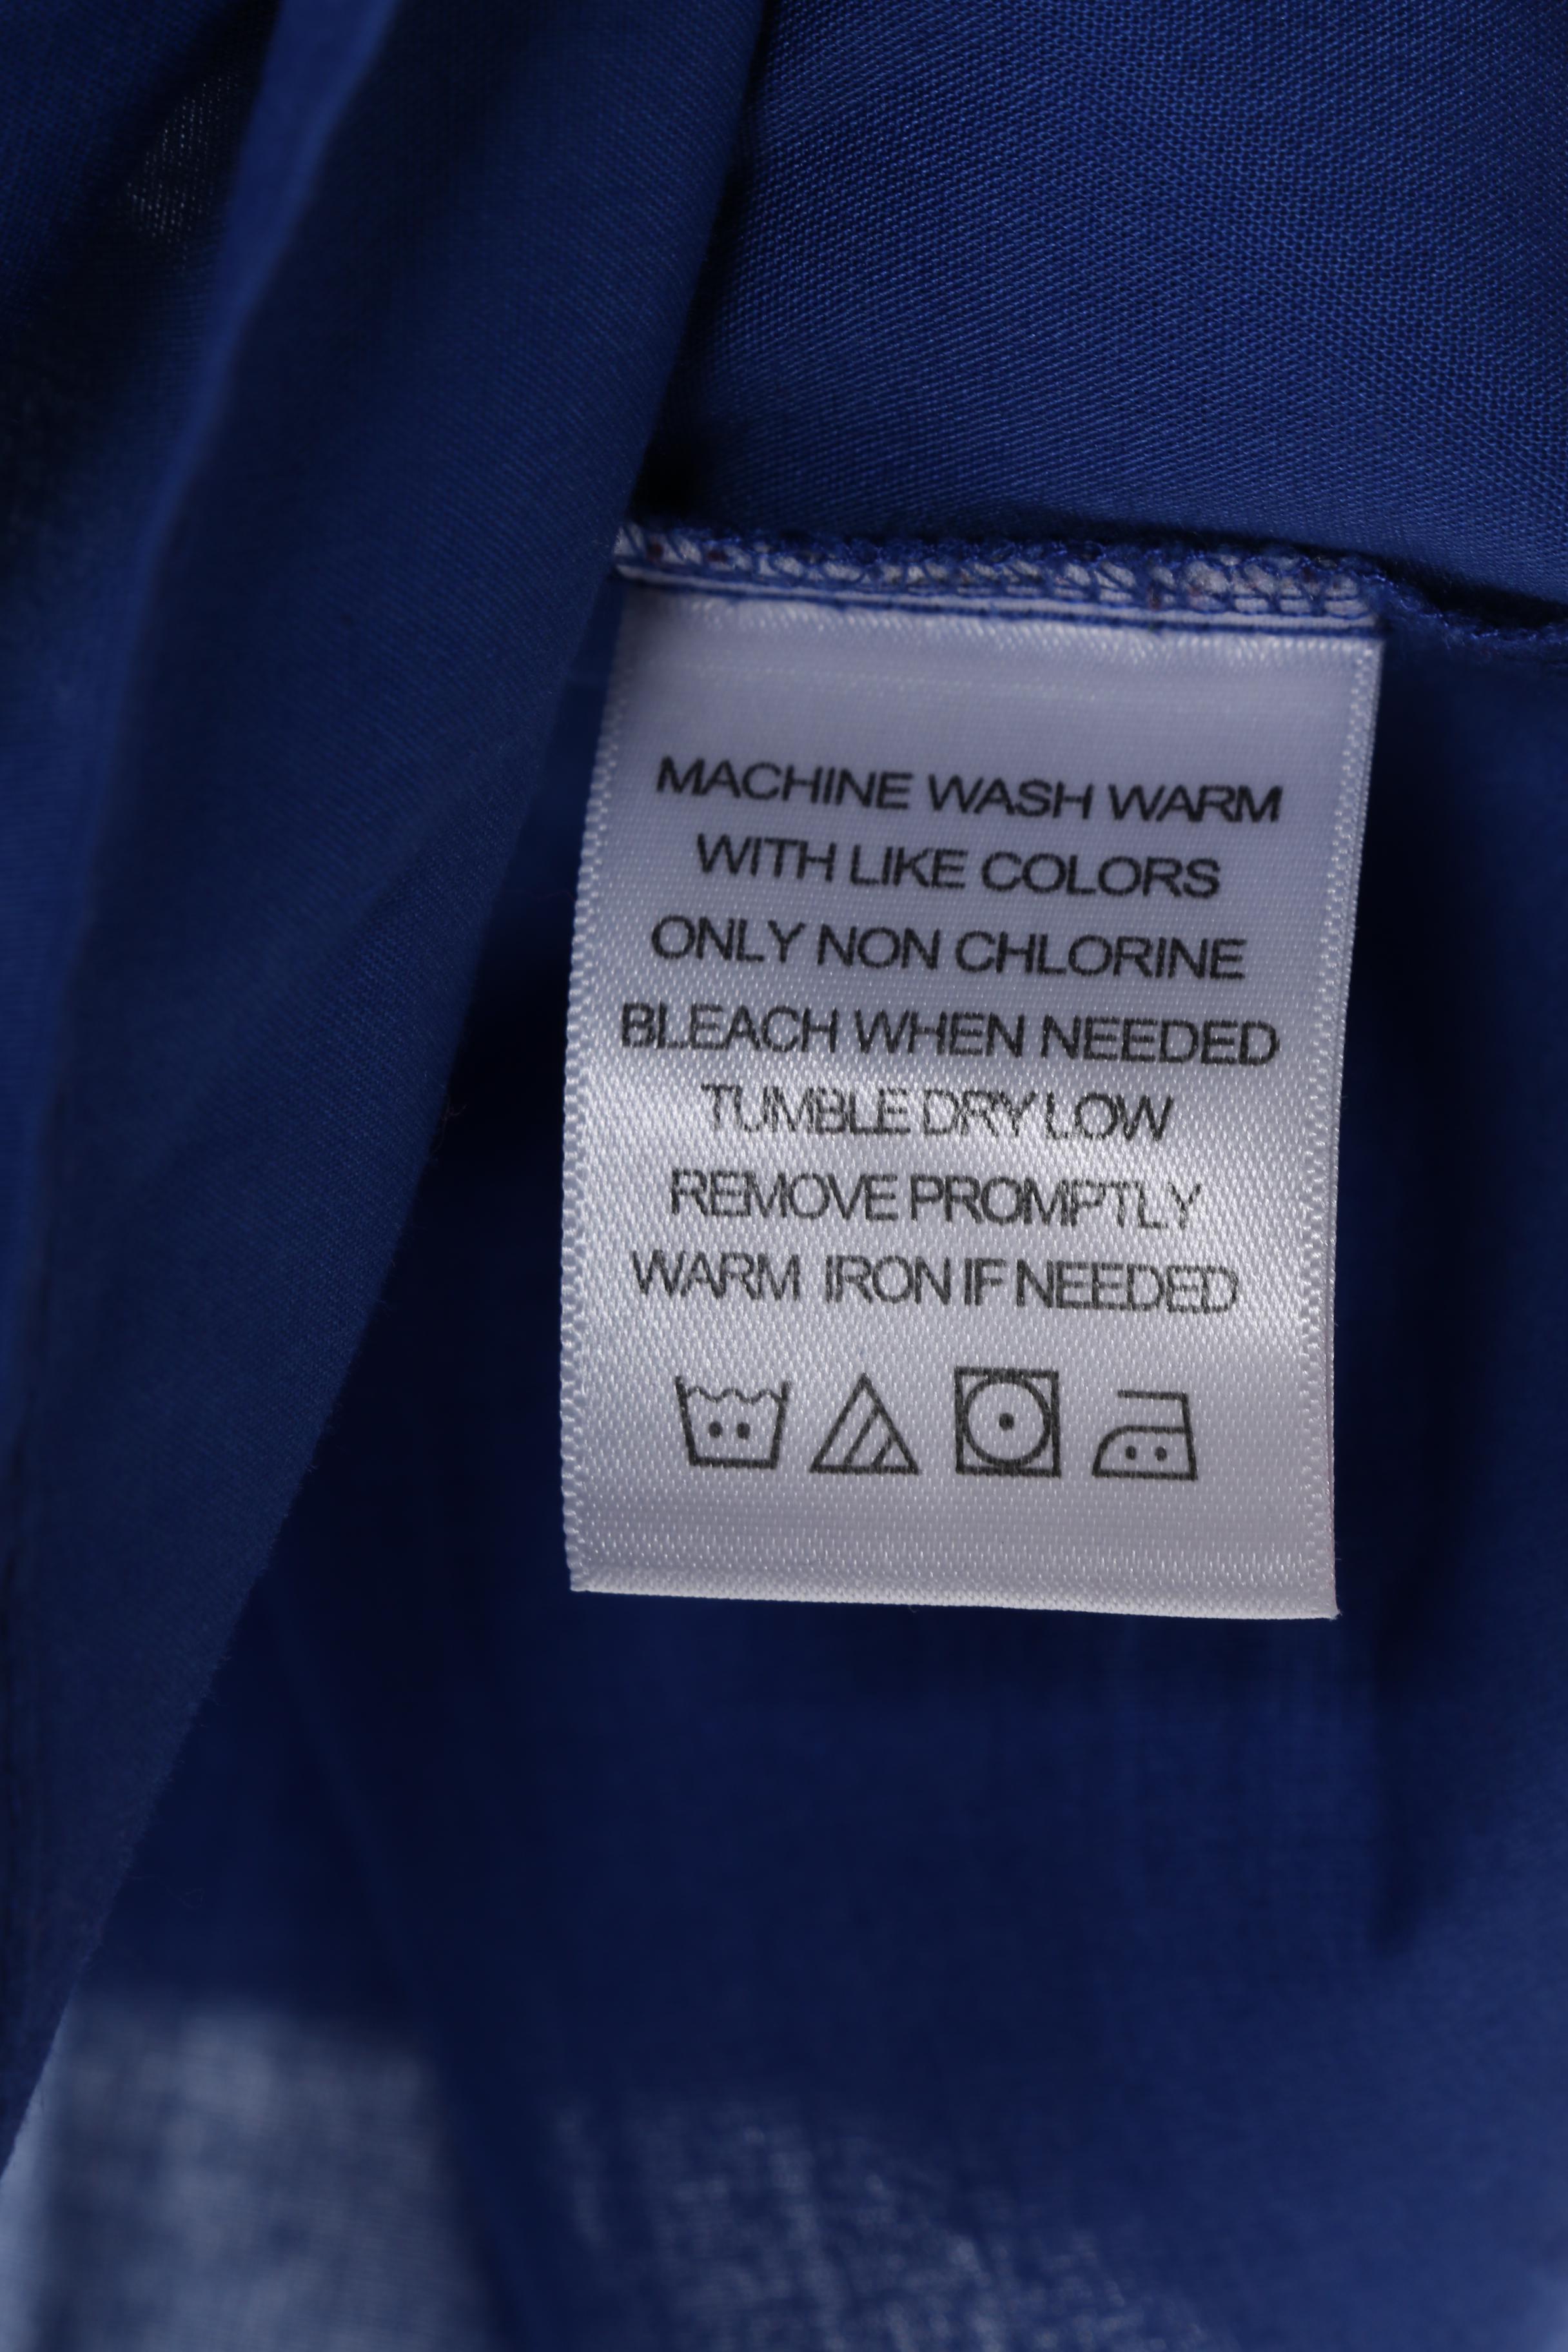 MACHINE WASH WARM
WITH LIKE COLORS
ONLY NON CHLORINE
BLEACH WHEN NEEDED
TUMBLE DRY LOW
REMOVE PROMPTLY
WARM IRON IF NEEDED